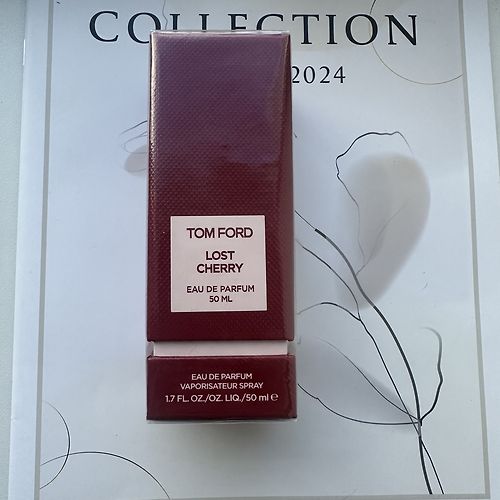 COLLECTION
2024
TOM FORD
LOST
CHERRY
EAU DE PARFUM
50 ML
EAU DE PARFUM
VAPORISATEUR SPRAY
1.7 FL. OZ./OZ. LIQ./50 ml ℮